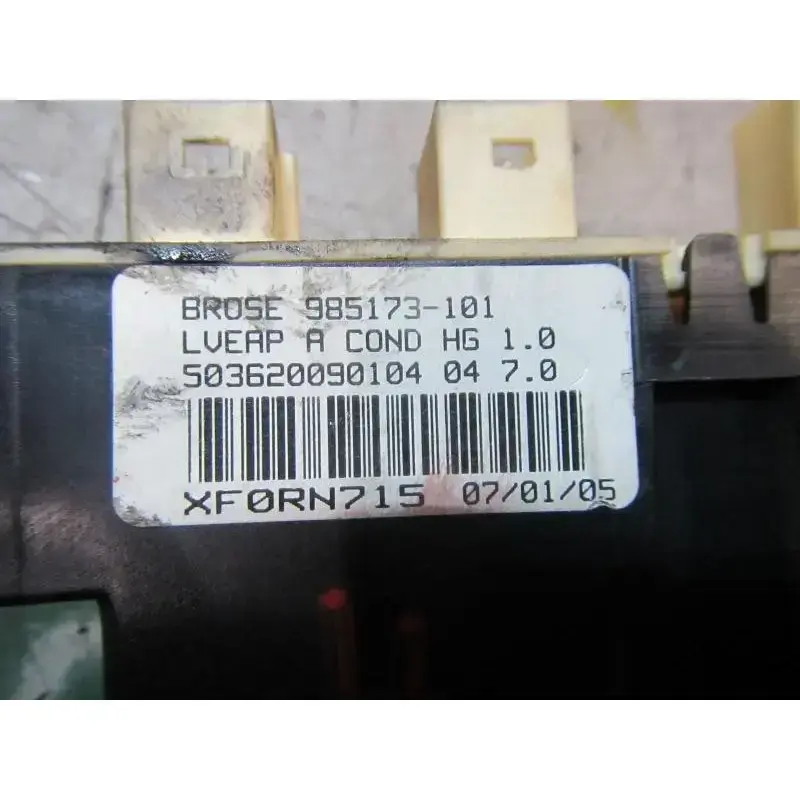 BROSE 985173-101
LVEAP A COND HG 1.0
503620090104 04 7.0
XF0RN715 07/01/05